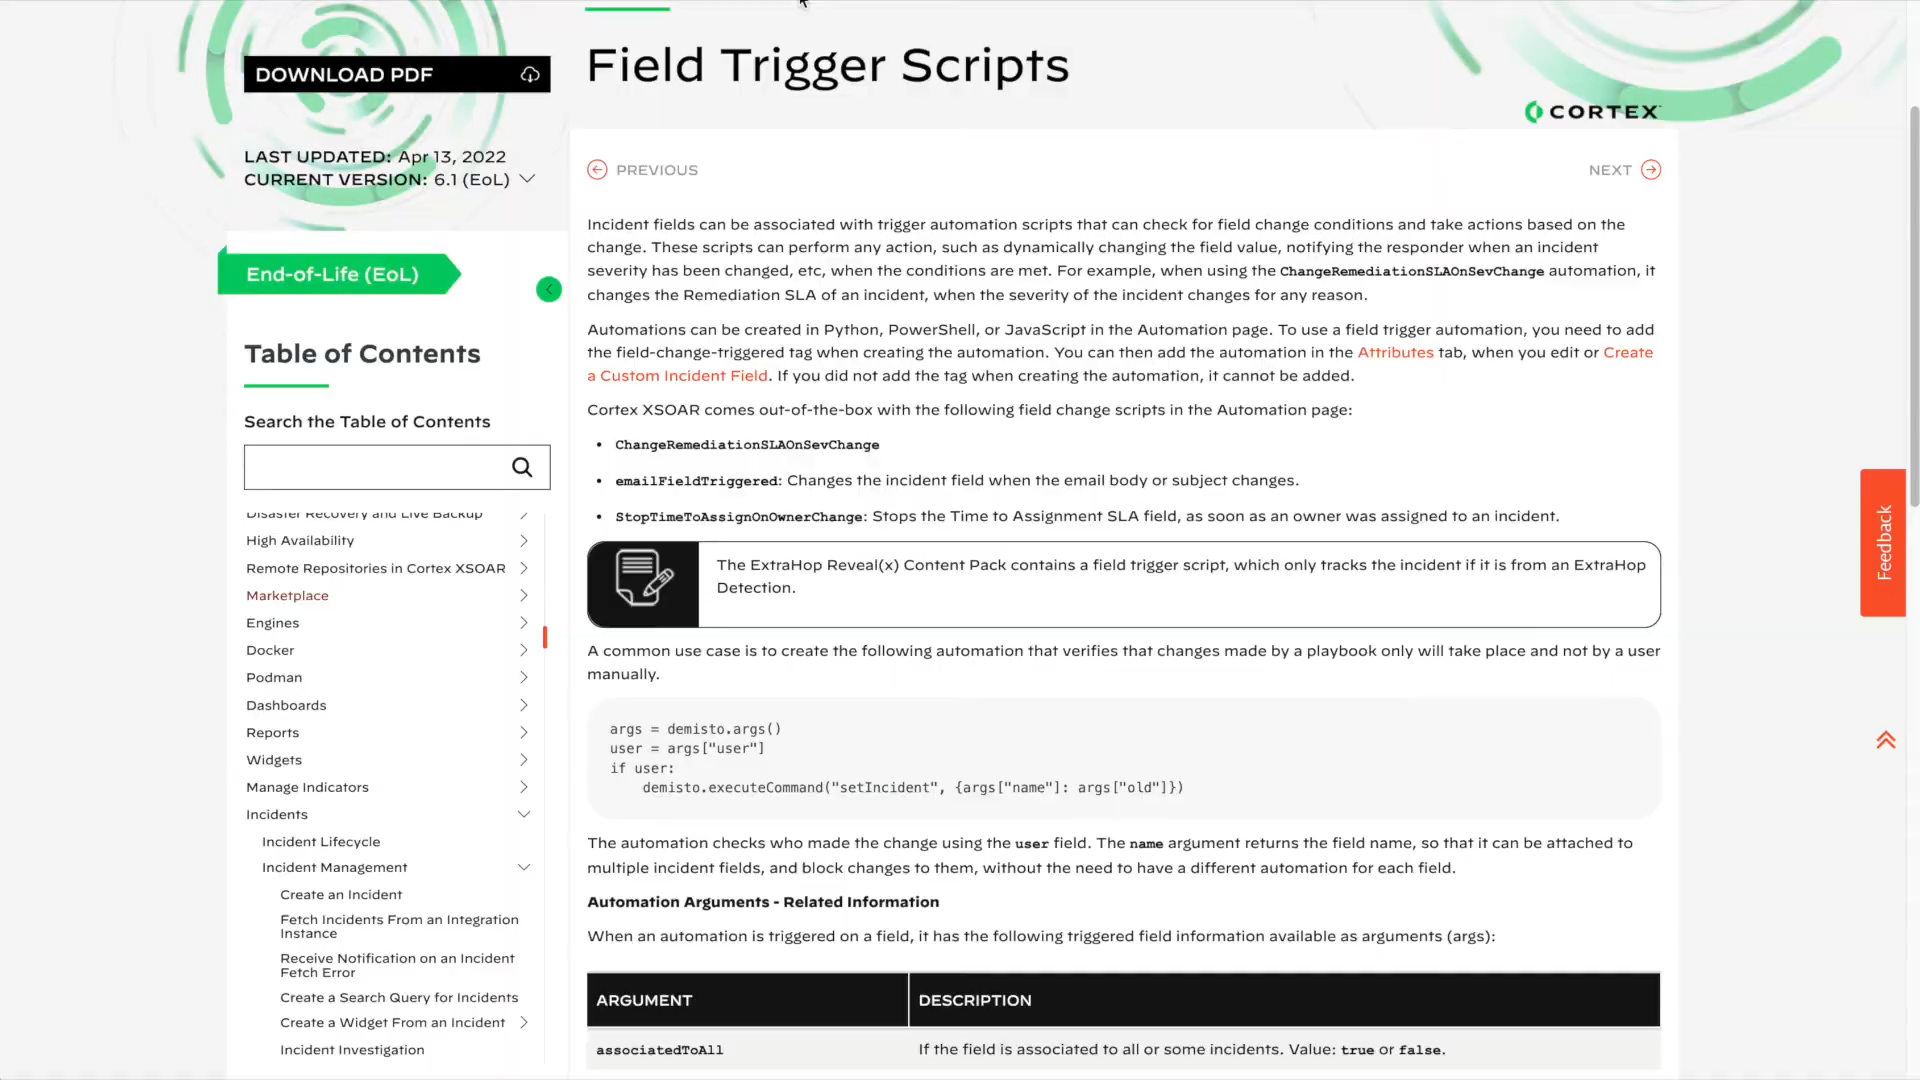 DOWNLOAD PDF
LAST UPDATED: Apr 13, 2022
CURRENT VERSION: 6.1 (EoL)
End-of-Life (EoL)
Table of Contents
Search the Table of Contents
Disaster Recovery and Live Backup
High Availability
Remote Repositories in Cortex XSOAR
Marketplace
Engines
Docker
Podman
Dashboards
Reports
Widgets
Manage Indicators
Incidents
Incident Lifecycle
Incident Management
Create an Incident
Fetch Incidents From an Integration
Instance
Receive Notification on an Incident
Fetch Error
Create a Search Query for Incidents
Create a Widget From an Incident
Incident Investigation
Field Trigger Scripts
CORTEX
PREVIOUS
NEXT
Incident fields can be associated with trigger automation scripts that can check for field change conditions and take actions based on the
change. These scripts can perform any action, such as dynamically changing the field value, notifying the responder when an incident
severity has been changed, etc, when the conditions are met. For example, when using the ChangeRemediationSLAOnSevChange automation, it
changes the Remediation SLA of an incident, when the severity of the incident changes for any reason.
Automations can be created in Python, PowerShell, or JavaScript in the Automation page. To use a field trigger automation, you need to add
the field-change-triggered tag when creating the automation. You can then add the automation in the Attributes tab, when you edit or Create
a Custom Incident Field. If you did not add the tag when creating the automation, it cannot be added.
Cortex XSOAR comes out-of-the-box with the following field change scripts in the Automation page:
• ChangeRemediationSLAOnSevChange
• emailFieldTriggered: Changes the incident field when the email body or subject changes.
• StopTimeToAssignOnOwnerChange: Stops the Time to Assignment SLA field, as soon as an owner was assigned to an incident.
The ExtraHop Reveal(x) Content Pack contains a field trigger script, which only tracks the incident if it is from an ExtraHop
Detection.
A common use case is to create the following automation that verifies that changes made by a playbook only will take place and not by a user
manually.
args = demisto.args()
user = args["user"]
if user:
    demisto.executeCommand("setIncident", {args["name"]: args["old"]})
The automation checks who made the change using the user field. The name argument returns the field name, so that it can be attached to
multiple incident fields, and block changes to them, without the need to have a different automation for each field.
Automation Arguments - Related Information
When an automation is triggered on a field, it has the following triggered field information available as arguments (args):
ARGUMENT DESCRIPTION
associatedToAll If the field is associated to all or some incidents. Value: true or false.
Feedback